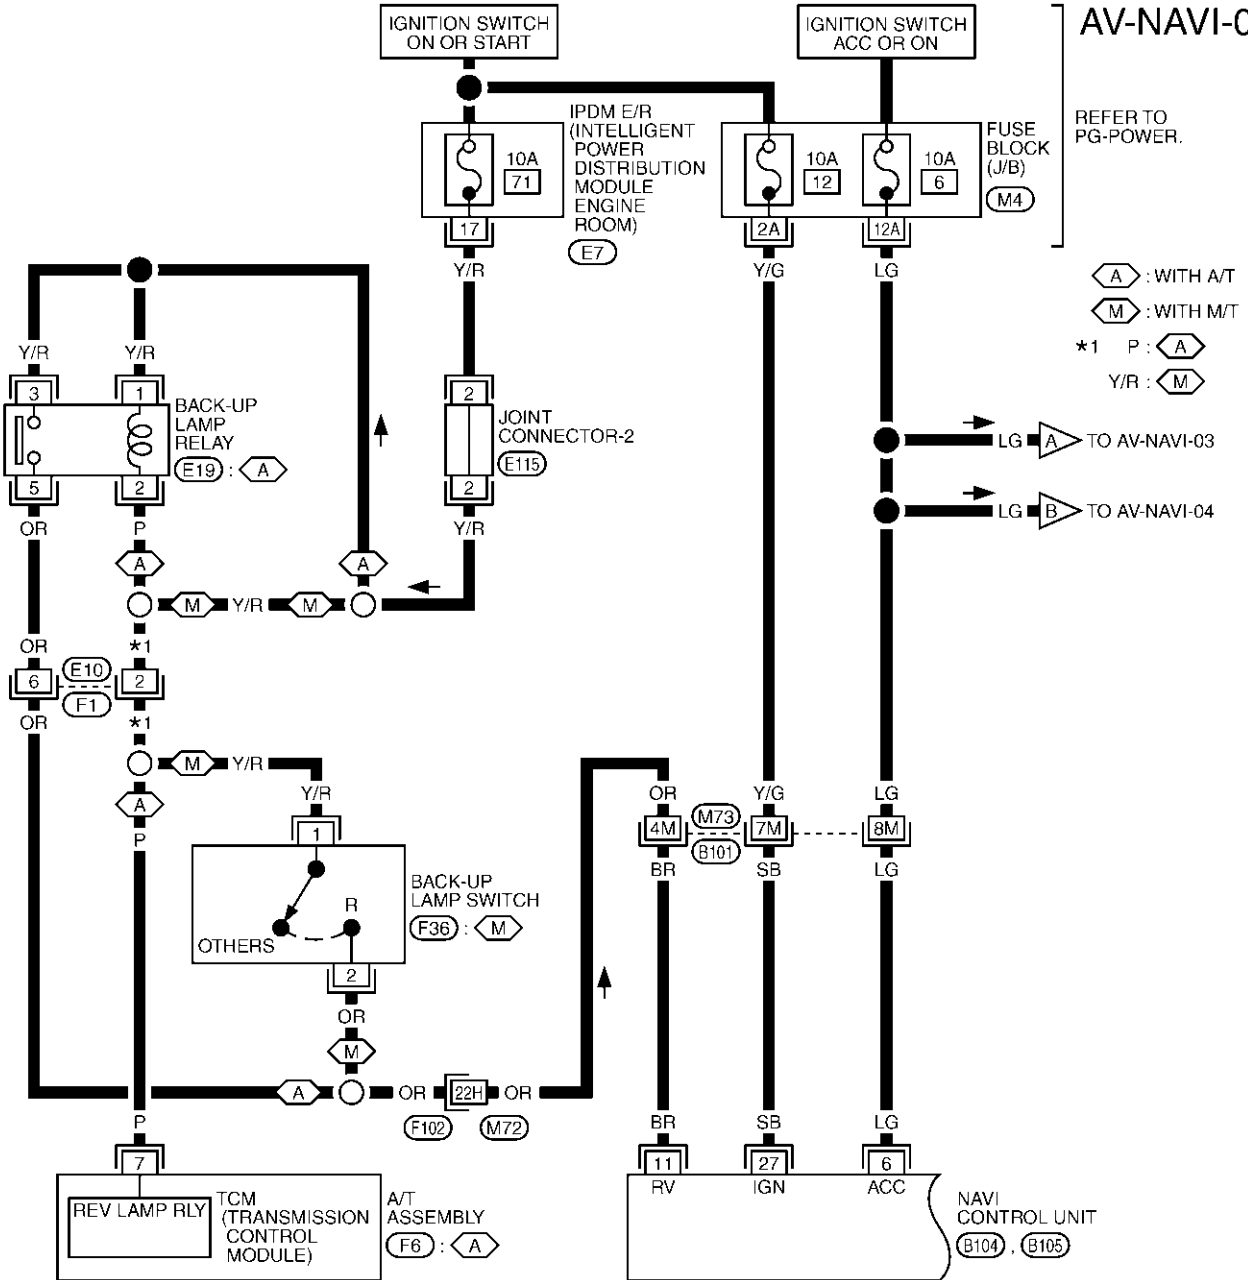 IGNITION SWITCH
ON OR START
IGNITION SWITCH
ACC OR ON
AV-NAVI-0
REFER TO
PG-POWER.
IPDM E/R
(INTELLIGENT
POWER
DISTRIBUTION
MODULE
ENGINE
ROOM)
E7
10A
71
10A
12
10A
6
FUSE
BLOCK
(J/B)
M4
17
2A
12A
Y/R
Y/G
LG
A : WITH A/T
M : WITH M/T
*1 P : A
Y/R : M
Y/R
Y/R
3
1
2
BACK-UP
LAMP
RELAY
E19 : A
JOINT
CONNECTOR-2
E115
LG A TO AV-NAVI-03
LG B TO AV-NAVI-04
5
2
2
OR
P
Y/R
A
A
M Y/R M
OR
*1
6
E10
F1
2
OR
*1
M Y/R
A
P
Y/R
1
OR
Y/G
LG
4M
M73
B101
7M
8M
BR
SB
LG
BACK-UP
LAMP SWITCH
F36 : M
R
OTHERS
2
OR
M
A
OR
22H
OR
F102
M72
P
BR
SB
LG
7
11
27
6
RV
IGN
ACC
REV LAMP RLY
TCM
(TRANSMISSION
CONTROL
MODULE)
A/T
ASSEMBLY
F6 : A
NAVI
CONTROL UNIT
B104 , B105